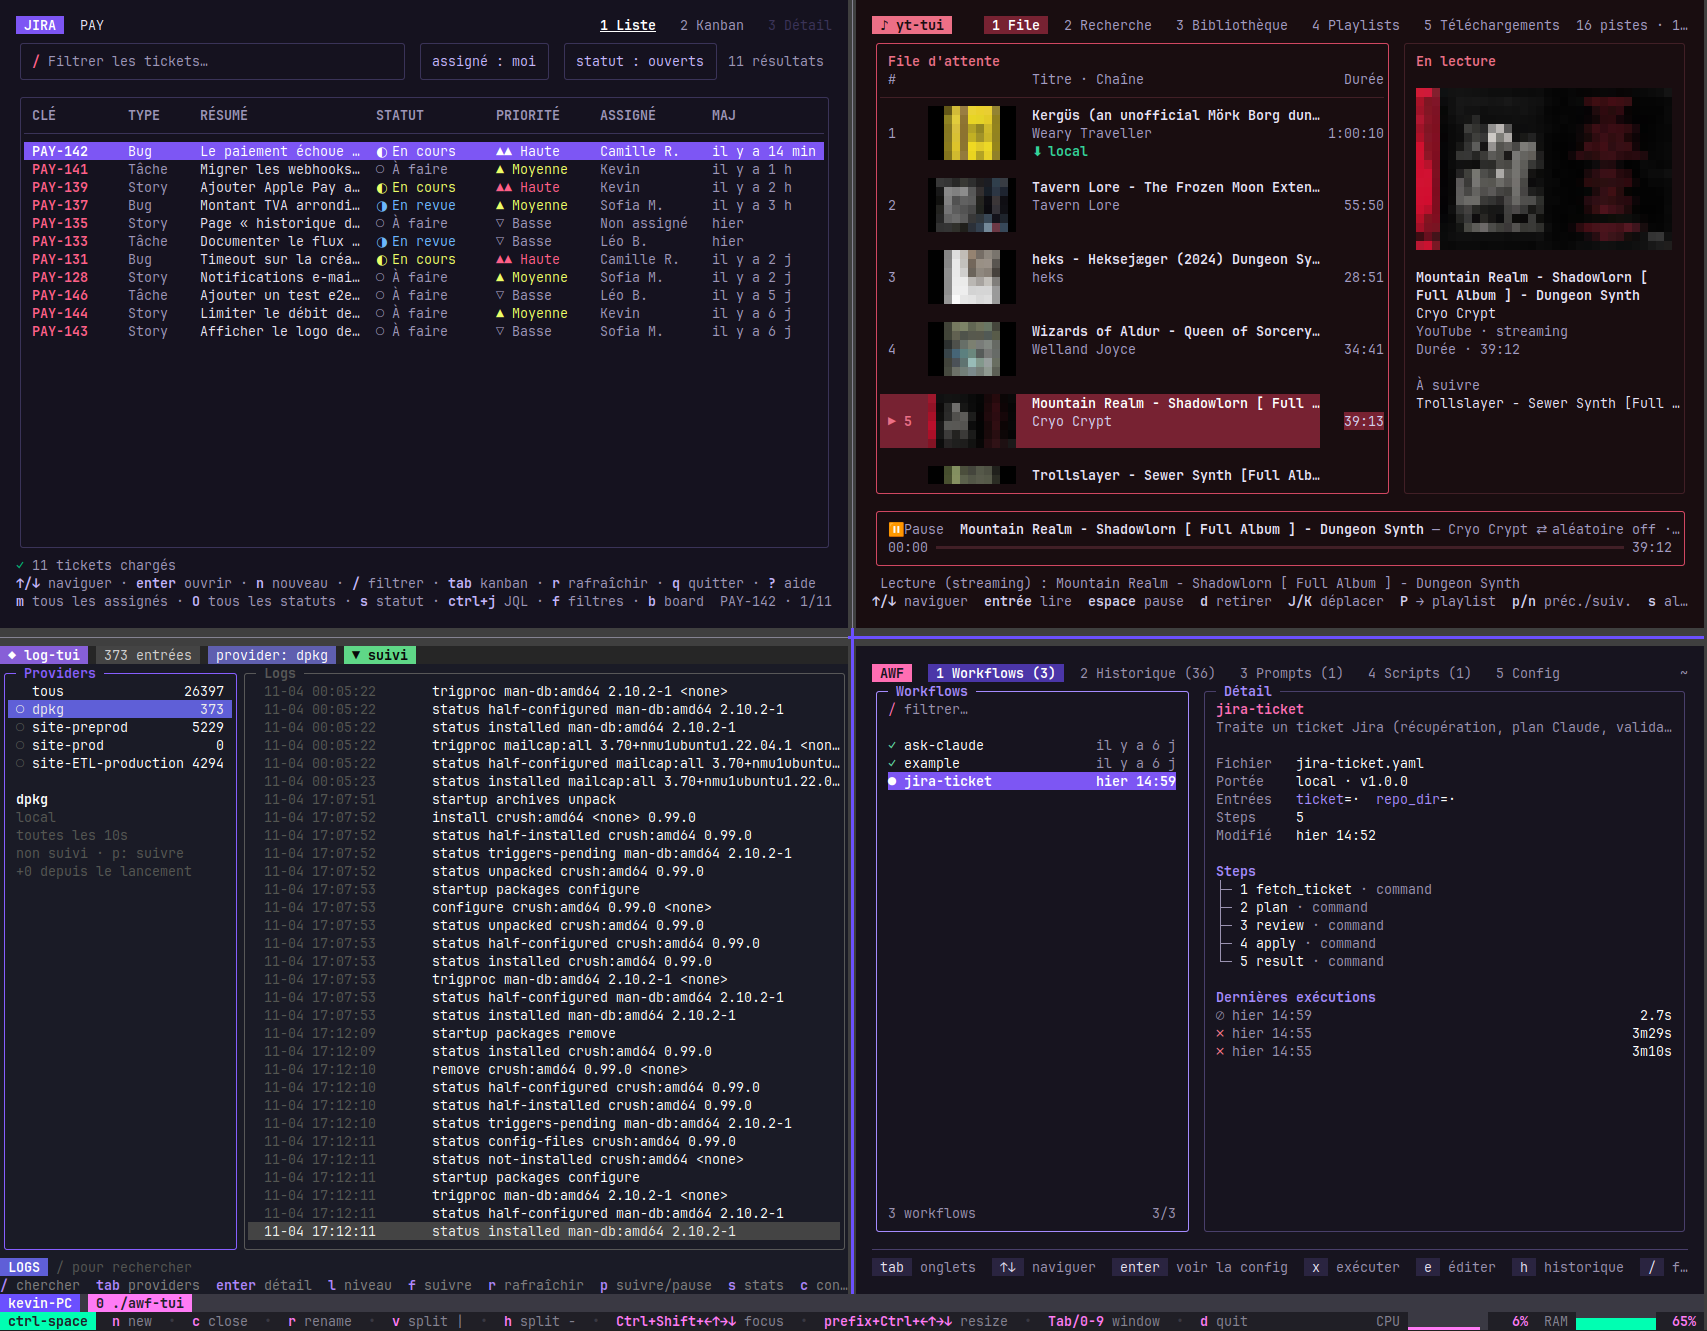 JIRA PAY 1 Liste 2 Kanban 3 Détail
/ Filtrer les tickets… assigné : moi statut : ouverts 11 résultats
CLÉ TYPE RÉSUMÉ STATUT PRIORITÉ ASSIGNÉ MAJ
PAY-142 Bug Le paiement échoue … ◐ En cours ▲▲ Haute Camille R. il y a 14 min
PAY-141 Tâche Migrer les webhooks… ○ À faire ▲ Moyenne Kevin il y a 1 h
PAY-139 Story Ajouter Apple Pay a… ◐ En cours ▲▲ Haute Kevin il y a 2 h
PAY-137 Bug Montant TVA arrondi… ◑ En revue ▲ Moyenne Sofia M. il y a 3 h
PAY-135 Story Page « historique d… ○ À faire ▽ Basse Non assigné hier
PAY-133 Tâche Documenter le flux … ◑ En revue ▽ Basse Léo B. hier
PAY-131 Bug Timeout sur la créa… ◐ En cours ▲▲ Haute Camille R. il y a 2 j
PAY-128 Story Notifications e-mai… ○ À faire ▲ Moyenne Sofia M. il y a 2 j
PAY-146 Tâche Ajouter un test e2e… ○ À faire ▽ Basse Léo B. il y a 5 j
PAY-144 Story Limiter le débit de… ○ À faire ▲ Moyenne Kevin il y a 6 j
PAY-143 Story Afficher le logo de… ○ À faire ▽ Basse Sofia M. il y a 6 j
✓ 11 tickets chargés
↑/↓ naviguer · enter ouvrir · n nouveau · / filtrer · tab kanban · r rafraîchir · q quitter · ? aide
m tous les assignés · O tous les statuts · s statut · ctrl+j JQL · f filtres · b board PAY-142 · 1/11
♪ yt-tui 1 File 2 Recherche 3 Bibliothèque 4 Playlists 5 Téléchargements 16 pistes · 1…
File d'attente
# Titre · Chaîne Durée
Kergüs (an unofficial Mörk Borg dun…
1 Weary Traveller 1:00:10
⬇ local
Tavern Lore - The Frozen Moon Exten…
2 Tavern Lore 55:50
heks - Heksejæger (2024) Dungeon Sy…
3 heks 28:51
Wizards of Aldur - Queen of Sorcery…
4 Welland Joyce 34:41
Mountain Realm - Shadowlorn [ Full …
▶ 5 Cryo Crypt 39:13
Trollslayer - Sewer Synth [Full Alb…
En lecture
Mountain Realm - Shadowlorn [
Full Album ] - Dungeon Synth
Cryo Crypt
YouTube · streaming
Durée · 39:12
À suivre
Trollslayer - Sewer Synth [Full …
⏸Pause Mountain Realm - Shadowlorn [ Full Album ] - Dungeon Synth — Cryo Crypt ⇄ aléatoire off ·…
00:00 39:12
Lecture (streaming) : Mountain Realm - Shadowlorn [ Full Album ] - Dungeon Synth
↑/↓ naviguer entrée lire espace pause d retirer J/K déplacer P → playlist p/n préc./suiv. s al…
◆ log-tui 373 entrées provider: dpkg ▼ suivi
Providers
tous 26397
○ dpkg 373
○ site-preprod 5229
○ site-prod 0
○ site-ETL-production 4294
dpkg
local
toutes les 10s
non suivi · p: suivre
+0 depuis le lancement
Logs
11-04 00:05:22 trigproc man-db:amd64 2.10.2-1 <none>
11-04 00:05:22 status half-configured man-db:amd64 2.10.2-1
11-04 00:05:22 status installed man-db:amd64 2.10.2-1
11-04 00:05:22 trigproc mailcap:all 3.70+nmu1ubuntu1.22.04.1 <non…
11-04 00:05:22 status half-configured mailcap:all 3.70+nmu1ubuntu…
11-04 00:05:23 status installed mailcap:all 3.70+nmu1ubuntu1.22.0…
11-04 17:07:51 startup archives unpack
11-04 17:07:52 install crush:amd64 <none> 0.99.0
11-04 17:07:52 status half-installed crush:amd64 0.99.0
11-04 17:07:52 status triggers-pending man-db:amd64 2.10.2-1
11-04 17:07:52 status unpacked crush:amd64 0.99.0
11-04 17:07:53 startup packages configure
11-04 17:07:53 configure crush:amd64 0.99.0 <none>
11-04 17:07:53 status unpacked crush:amd64 0.99.0
11-04 17:07:53 status half-configured crush:amd64 0.99.0
11-04 17:07:53 status installed crush:amd64 0.99.0
11-04 17:07:53 trigproc man-db:amd64 2.10.2-1 <none>
11-04 17:07:53 status half-configured man-db:amd64 2.10.2-1
11-04 17:07:53 status installed man-db:amd64 2.10.2-1
11-04 17:12:09 startup packages remove
11-04 17:12:09 status installed crush:amd64 0.99.0
11-04 17:12:10 remove crush:amd64 0.99.0 <none>
11-04 17:12:10 status half-configured crush:amd64 0.99.0
11-04 17:12:10 status half-installed crush:amd64 0.99.0
11-04 17:12:10 status triggers-pending man-db:amd64 2.10.2-1
11-04 17:12:11 status config-files crush:amd64 0.99.0
11-04 17:12:11 status not-installed crush:amd64 <none>
11-04 17:12:11 startup packages configure
11-04 17:12:11 trigproc man-db:amd64 2.10.2-1 <none>
11-04 17:12:11 status half-configured man-db:amd64 2.10.2-1
11-04 17:12:11 status installed man-db:amd64 2.10.2-1
LOGS / pour rechercher
/ chercher tab providers enter détail l niveau f suivre r rafraîchir p suivre/pause s stats c con…
AWF 1 Workflows (3) 2 Historique (36) 3 Prompts (1) 4 Scripts (1) 5 Config ~
Workflows
/ filtrer…
✓ ask-claude il y a 6 j
✓ example il y a 6 j
● jira-ticket hier 14:59
3 workflows 3/3
Détail
jira-ticket
Traite un ticket Jira (récupération, plan Claude, valida…
Fichier jira-ticket.yaml
Portée local · v1.0.0
Entrées ticket=· repo_dir=·
Steps 5
Modifié hier 14:52
Steps
├─ 1 fetch_ticket · command
├─ 2 plan · command
├─ 3 review · command
├─ 4 apply · command
└─ 5 result · command
Dernières exécutions
⊘ hier 14:59 2.7s
✕ hier 14:55 3m29s
✕ hier 14:55 3m10s
tab onglets ↑↓ naviguer enter voir la config x exécuter e éditer h historique / f…
kevin-PC 0 ./awf-tui
ctrl-space n new · c close · r rename · v split | · h split - · Ctrl+Shift+←↑→↓ focus · prefix+Ctrl+←↑→↓ resize · Tab/0-9 window · d quit CPU 6% RAM 65%